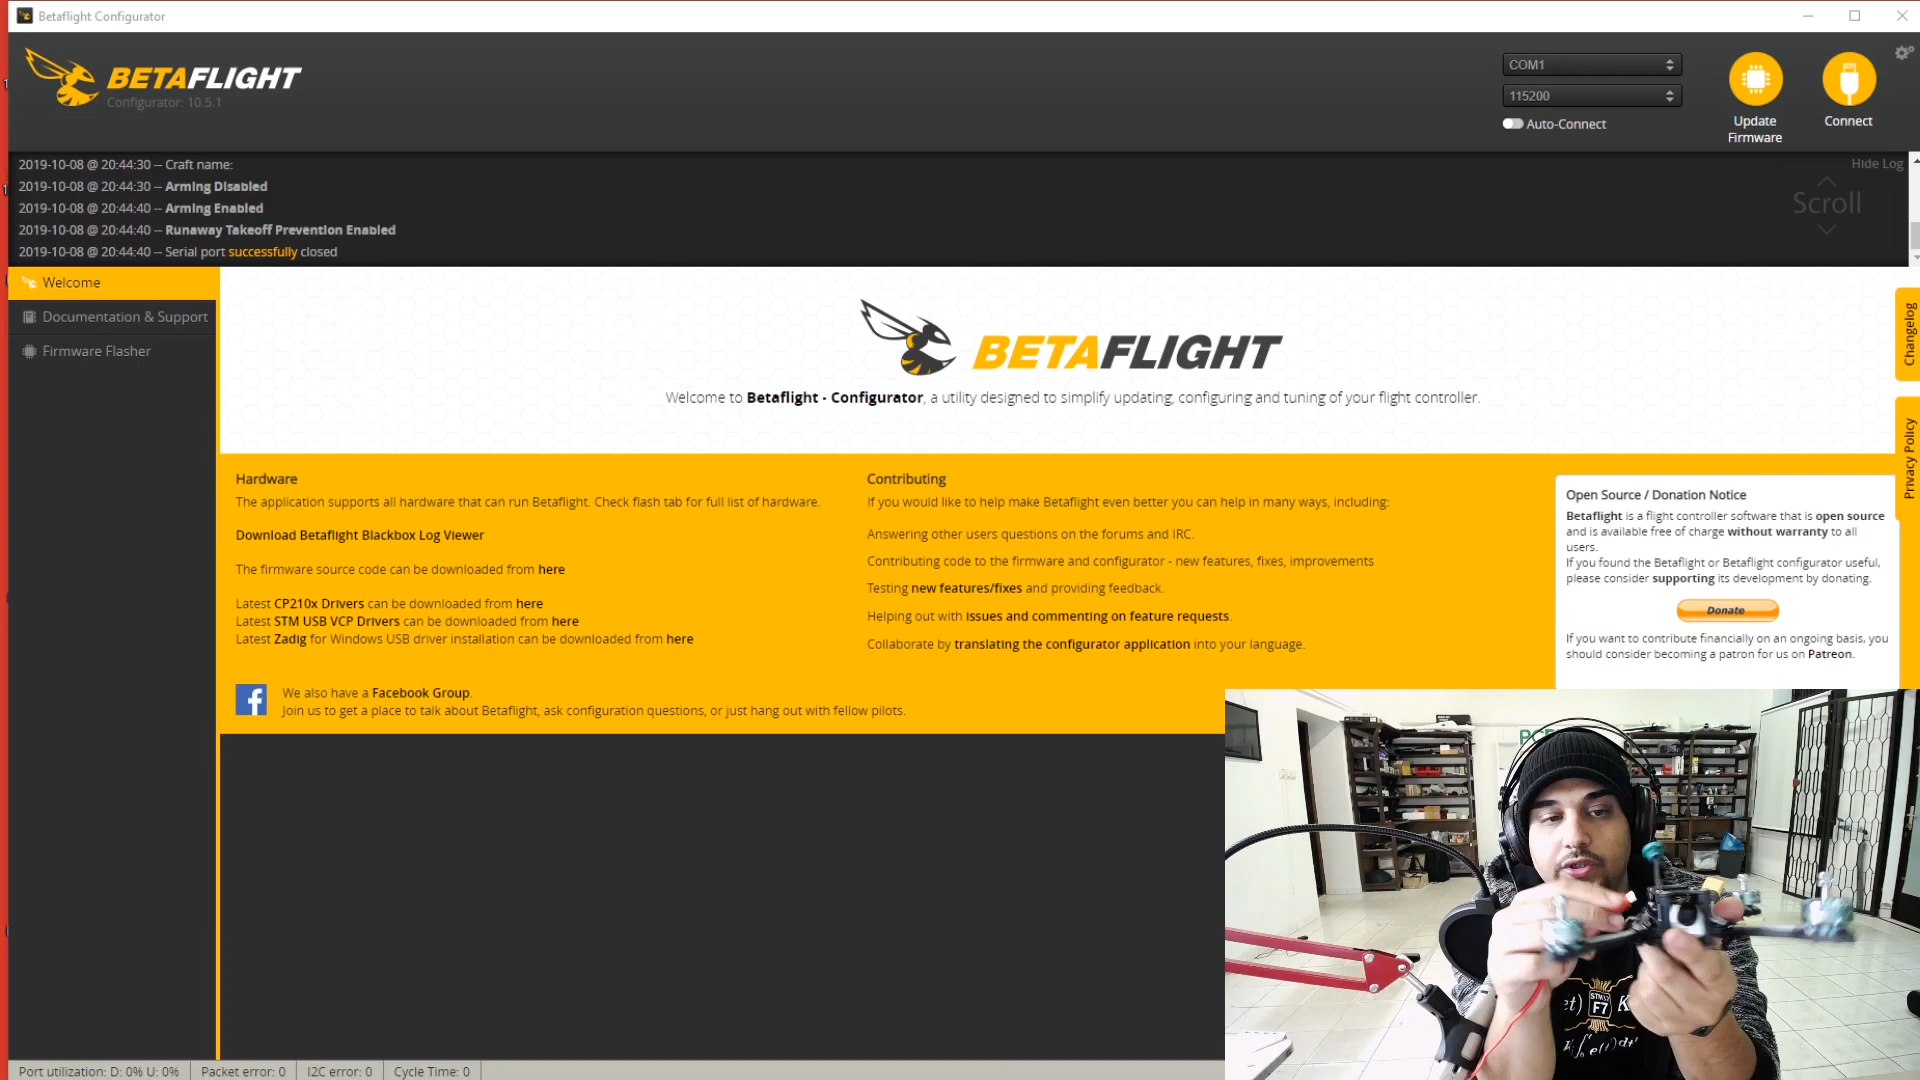 Betaflight Configurator
BETAFLIGHT
Configurator: 10.5.1
COM1
115200
Auto-Connect
Update
Firmware
Connect
2019-10-08 @ 20:44:30 -- Craft name:
2019-10-08 @ 20:44:30 -- Arming Disabled
2019-10-08 @ 20:44:40 -- Arming Enabled
2019-10-08 @ 20:44:40 -- Runaway Takeoff Prevention Enabled
2019-10-08 @ 20:44:40 -- Serial port successfully closed
Hide Log
Scroll
Welcome
Documentation & Support
Firmware Flasher
BETAFLIGHT
Welcome to Betaflight - Configurator, a utility designed to simplify updating, configuring and tuning of your flight controller.
Changelog
Privacy Policy
Hardware
The application supports all hardware that can run Betaflight. Check flash tab for full list of hardware.
Download Betaflight Blackbox Log Viewer
The firmware source code can be downloaded from here
Latest CP210x Drivers can be downloaded from here
Latest STM USB VCP Drivers can be downloaded from here
Latest Zadig for Windows USB driver installation can be downloaded from here
We also have a Facebook Group.
Join us to get a place to talk about Betaflight, ask configuration questions, or just hang out with fellow pilots.
Contributing
If you would like to help make Betaflight even better you can help in many ways, including:
Answering other users questions on the forums and IRC.
Contributing code to the firmware and configurator - new features, fixes, improvements
Testing new features/fixes and providing feedback.
Helping out with issues and commenting on feature requests.
Collaborate by translating the configurator application into your language.
Open Source / Donation Notice
Betaflight is a flight controller software that is open source
and is available free of charge without warranty to all
users.
If you found the Betaflight or Betaflight configurator useful,
please consider supporting its development by donating.
Donate
If you want to contribute financially on an ongoing basis, you
should consider becoming a patron for us on Patreon.
STM32
F7
Port utilization: D: 0% U: 0%
Packet error: 0
I2C error: 0
Cycle Time: 0